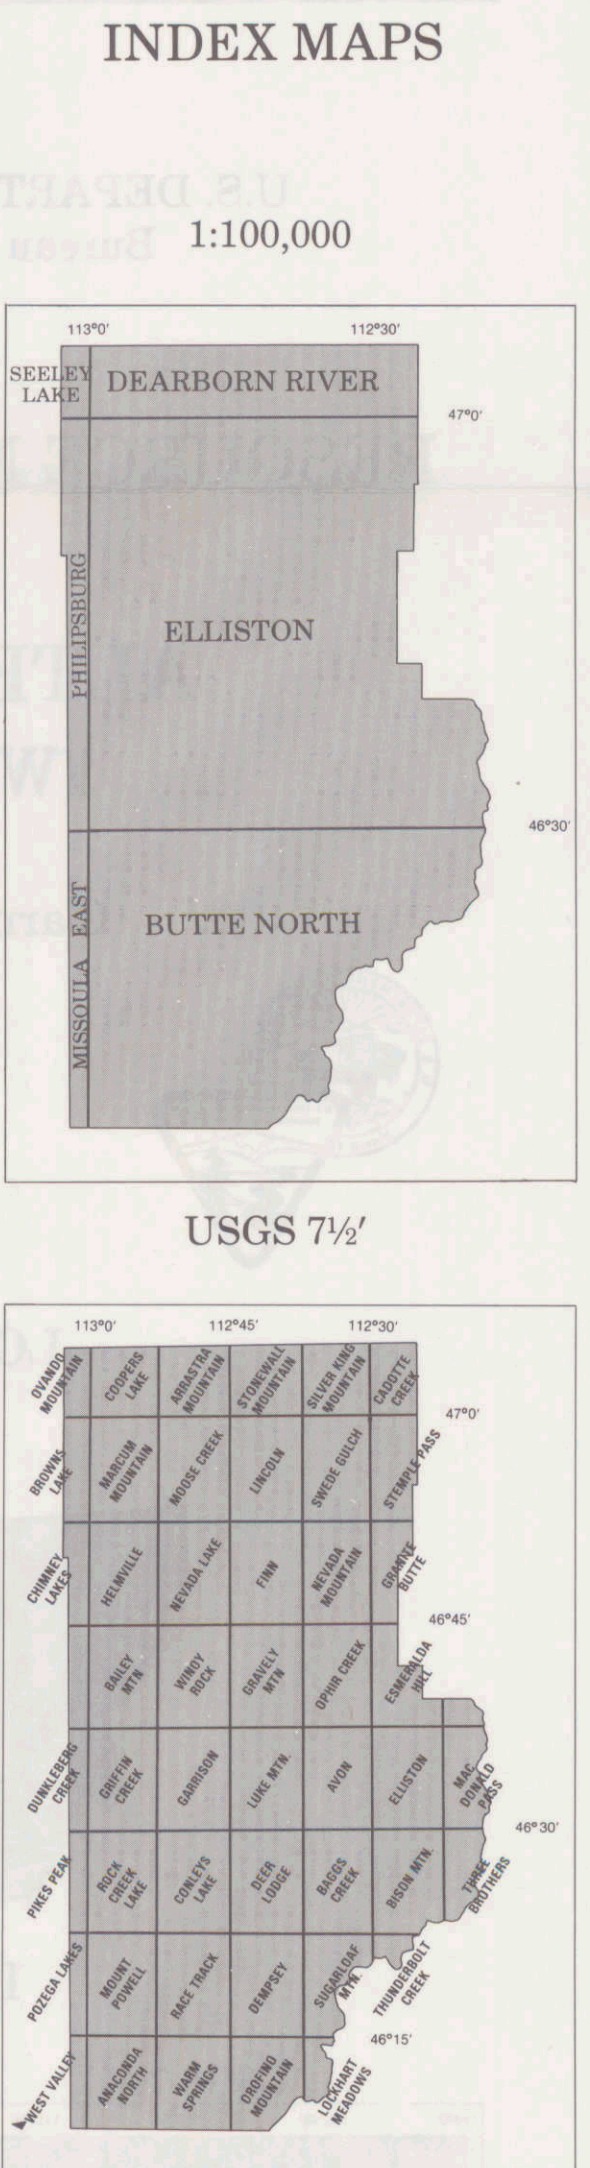 INDEX MAPS
1:100,000
113°0' 112°30'
SEELEY
LAKE
DEARBORN RIVER
47°0'
PHILIPSBURG
ELLISTON
46°30'
MISSOULA EAST
BUTTE NORTH
USGS 7½'
113°0' 112°45' 112°30'
OVANDO
MOUNTAIN
COOPERS
LAKE
ARRASTRA
MOUNTAIN
STONEWALL
MOUNTAIN
SILVER KING
MOUNTAIN
CADOTTE
CREEK
47°0'
BROWNS
LAKE
MARCUM
MOUNTAIN
MOOSE CREEK
LINCOLN
SWEDE GULCH
STEMPLE PASS
CHIMNEY
LAKES
HELMVILLE
NEVADA LAKE
FINN
NEVADA
MOUNTAIN
GRANITE
BUTTE
46°45'
BAILEY
MTN
WINDY
ROCK
GRAVELY
MTN
OPHIR CREEK
ESMERALDA
HILL
DUNKLEBERG
CREEK
GRIFFIN
CREEK
GARRISON
LUKE MTN.
AVON
ELLISTON
MAC
DONALD
PASS
46°30'
PIKES PEAK
ROCK
CREEK
LAKE
CONLEYS
LAKE
DEER
LODGE
BAGGS
CREEK
BISON MTN.
THREE
BROTHERS
POZEGA LAKES
MOUNT
POWELL
RACE TRACK
DEMPSEY
SUGARLOAF
MTN.
THUNDERBOLT
CREEK
46°15'
WEST VALLEY
ANACONDA
NORTH
WARM
SPRINGS
OROFINO
MOUNTAIN
LOCKHART
MEADOWS